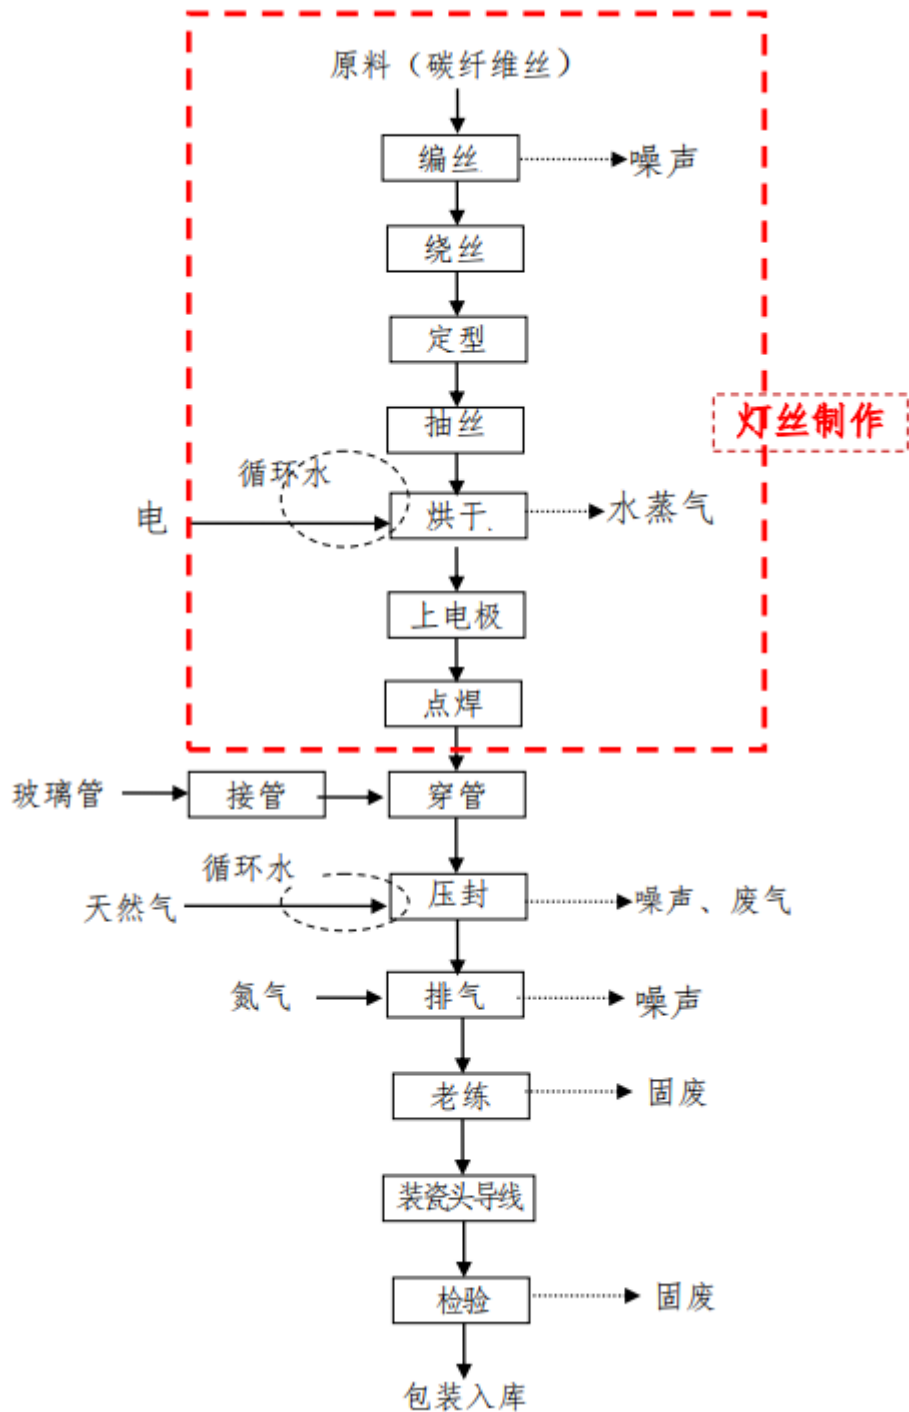 原料（碳纤维丝）
编丝
噪声
绕丝
定型
抽丝
灯丝制作
循环水
电
烘干
水蒸气
上电极
点焊
玻璃管
接管
穿管
循环水
天然气
压封
噪声、废气
氮气
排气
噪声
老练
固废
装瓷头导线
检验
固废
包装入库